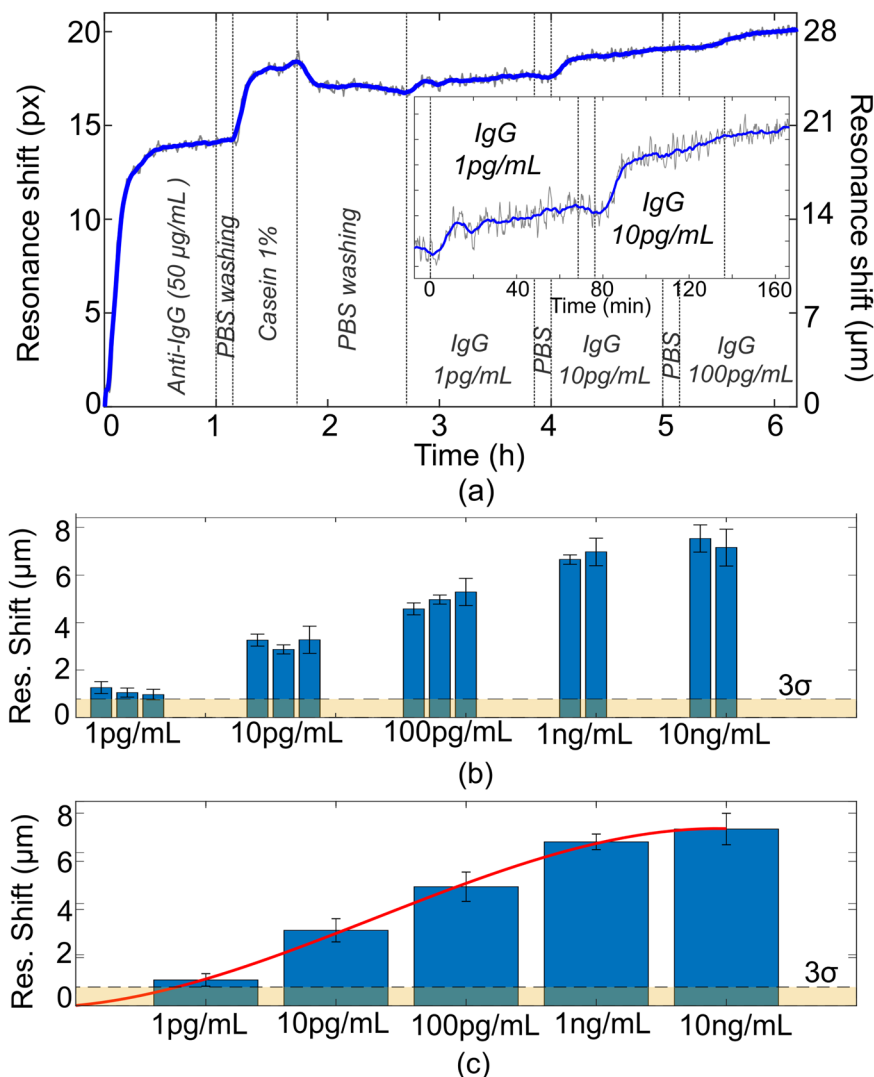 20
15
10
5
0
Resonance shift (px)
28
21
14
7
0
Resonance shift (μm)
Anti-IgG (50 μg/mL )
PBS washing
Casein 1%
PBS washing
IgG
1pg/mL
PBS
IgG
10pg/mL
PBS
IgG
100pg/mL
IgG
1pg/mL
IgG
10pg/mL
0 40 80 120 160
Time (min)
0 1 2 3 4 5 6
Time (h)
(a)
8
6
4
2
0
Res. Shift (μm)
3σ
1pg/mL 10pg/mL 100pg/mL 1ng/mL 10ng/mL
(b)
8
6
4
2
0
Res. Shift (μm)
3σ
1pg/mL 10pg/mL 100pg/mL 1ng/mL 10ng/mL
(c)